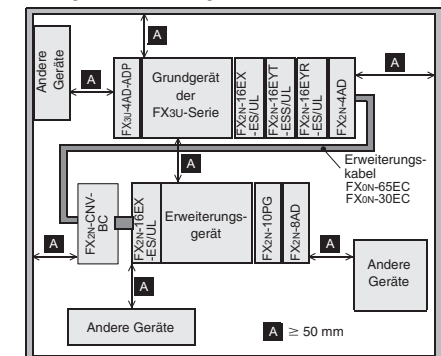 A
Andere
Geräte
A
FX3U-4AD-ADP
Grundgerät
der
FX3U-Serie
FX2N-16EX
-ES/UL
FX2N-16EYT
-ESS/UL
FX2N-16EYR
-ES/UL
FX2N-4AD
A
A
Erweiterungs-
kabel
FX0N-65EC
FX0N-30EC
FX2N-CNV-
BC
FX2N-16EX
-ES/UL
Erweiterungs-
gerät
FX2N-10PG
FX2N-8AD
A
A
A
Andere
Geräte
Andere Geräte
A ≥ 50 mm